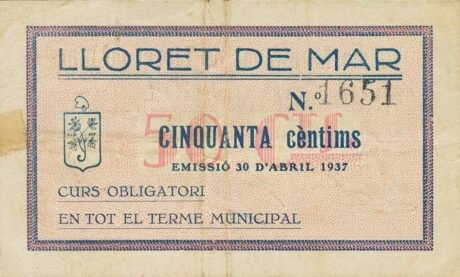 LLORET DE MAR
N.º 1651
50 Cts
CINQUANTA cèntims
EMISSIÓ 30 D'ABRIL 1937
CURS OBLIGATORI
EN TOT EL TERME MUNICIPAL